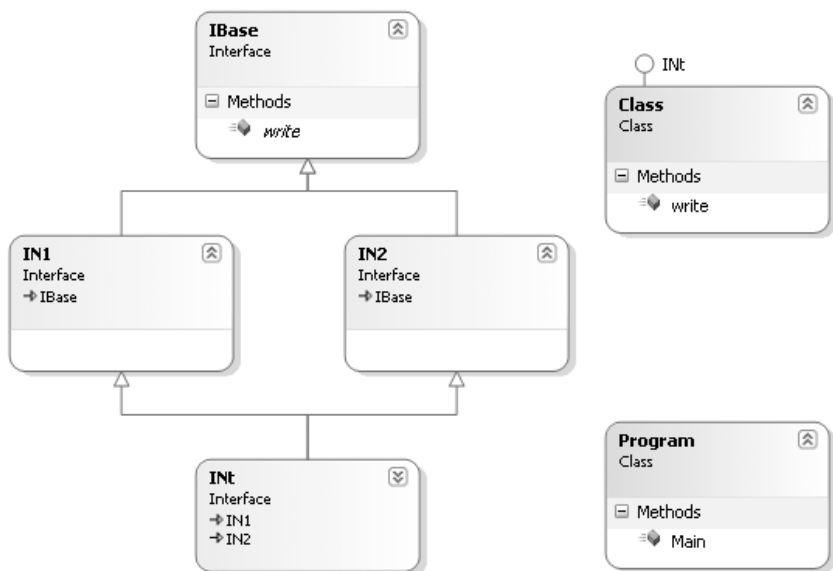 IBase
Interface
Methods
write
INt
Class
Class
Methods
write
IN1
Interface
IBase
IN2
Interface
IBase
INt
Interface
IN1
IN2
Program
Class
Methods
Main